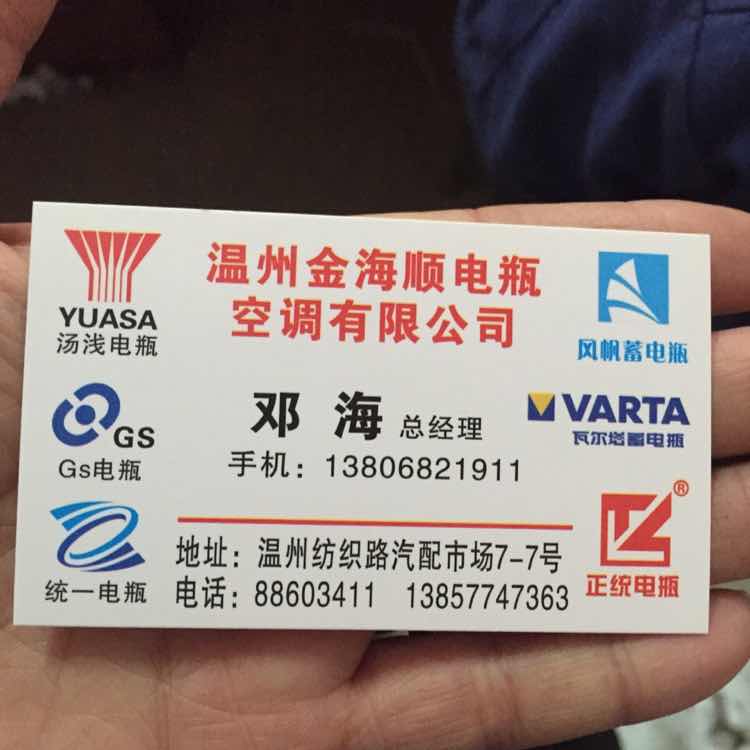 YUASA
汤浅电瓶
GS
Gs电瓶
统一电瓶
温州金海顺电瓶
空调有限公司
邓海 总经理
手机：13806821911
地址：温州纺织路汽配市场7-7号
电话：88603411 13857747363
风帆蓄电瓶
VARTA
瓦尔塔蓄电瓶
®
正统电瓶